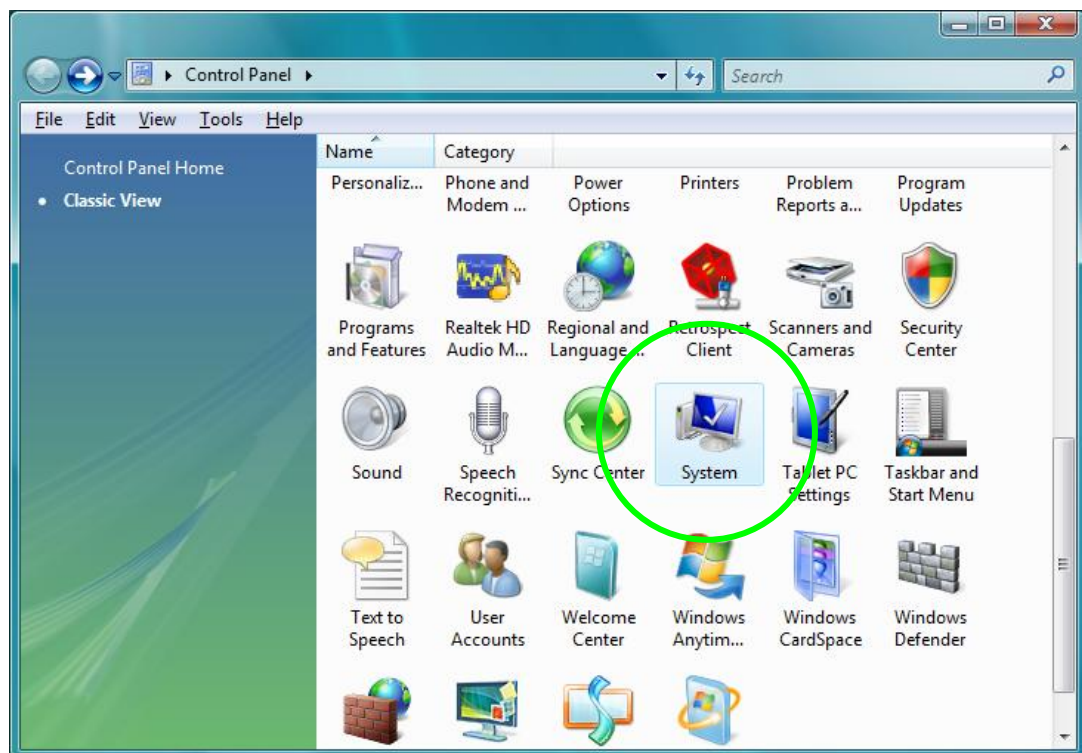 Control Panel
Search
File Edit View Tools Help
Control Panel Home
Classic View
Name Category
Personaliz... Phone and Power Printers Problem Program
Modem ... Options Reports a... Updates
Programs Realtek HD Regional and Retrospect Scanners and Security
and Features Audio M... Language ... Client Cameras Center
Sound Speech Sync Center System Tablet PC Taskbar and
Recogniti... Settings Start Menu
Text to User Welcome Windows Windows Windows
Speech Accounts Center Anytim... CardSpace Defender